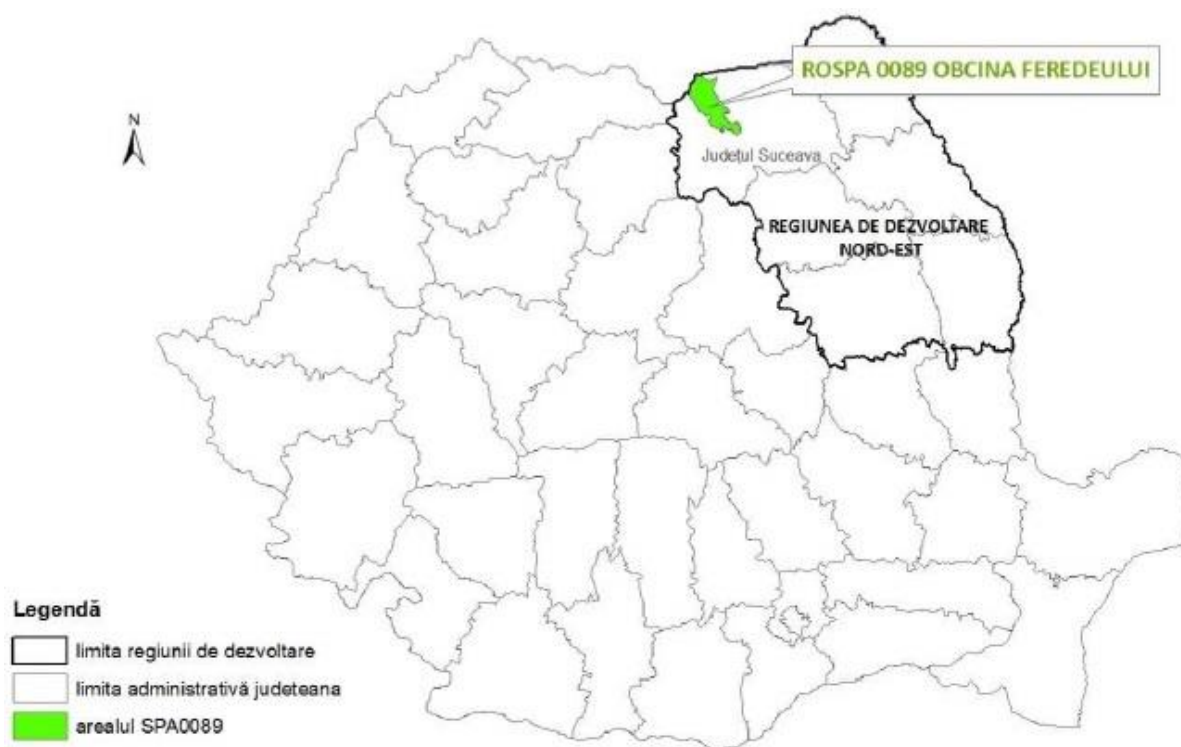 ROSPA 0089 OBCINA FEREDEULUI
N
Județul Suceava
REGIUNEA DE DEZVOLTARE
NORD-EST
Legendă
limita regiunii de dezvoltare
limita administrativă judeteana
arealul SPA0089